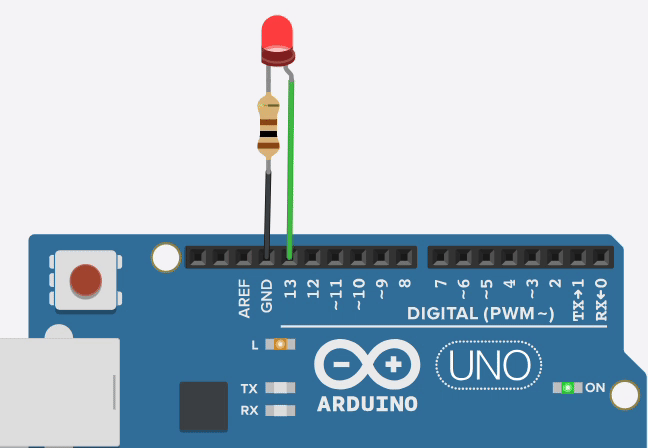 AREF
GND
13
12
~11
~10
~9
8
7
~6
~5
4
~3
2
TX→1
RX←0
DIGITAL (PWM~)
L
TX
RX
UNO
ON
ARDUINO